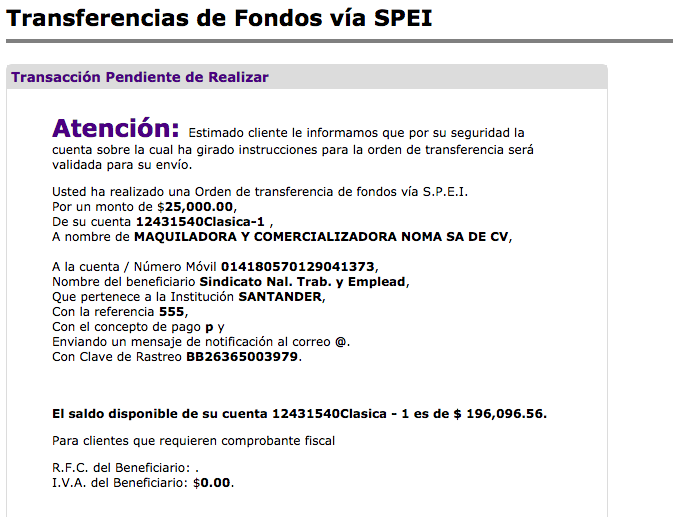 Transferencias de Fondos vía SPEI
Transacción Pendiente de Realizar
Atención: Estimado cliente le informamos que por su seguridad la
cuenta sobre la cual ha girado instrucciones para la orden de transferencia será
validada para su envío.
Usted ha realizado una Orden de transferencia de fondos vía S.P.E.I.
Por un monto de $25,000.00,
De su cuenta 12431540Clasica-1 ,
A nombre de MAQUILADORA Y COMERCIALIZADORA NOMA SA DE CV,
A la cuenta / Número Móvil 014180570129041373,
Nombre del beneficiario Sindicato Nal. Trab. y Emplead,
Que pertenece a la Institución SANTANDER,
Con la referencia 555,
Con el concepto de pago p y
Enviando un mensaje de notificación al correo @.
Con Clave de Rastreo BB26365003979.
El saldo disponible de su cuenta 12431540Clasica - 1 es de $ 196,096.56.
Para clientes que requieren comprobante fiscal
R.F.C. del Beneficiario: .
I.V.A. del Beneficiario: $0.00.